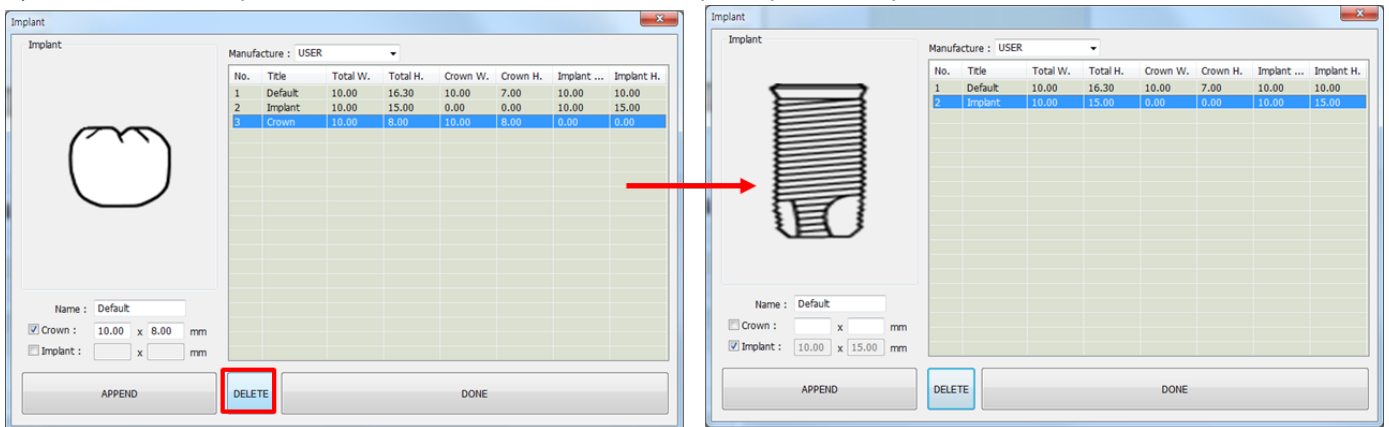 Implant
Implant
Manufacture : USER
No. Title Total W. Total H. Crown W. Crown H. Implant ... Implant H.
1 Default 10.00 16.30 10.00 7.00 10.00 10.00
2 Implant 10.00 15.00 0.00 0.00 10.00 15.00
3 Crown 10.00 8.00 10.00 8.00 0.00 0.00
Name : Default
Crown : 10.00 x 8.00 mm
Implant : x mm
APPEND DELETE DONE
Implant
Implant
Manufacture : USER
No. Title Total W. Total H. Crown W. Crown H. Implant ... Implant H.
1 Default 10.00 16.30 10.00 7.00 10.00 10.00
2 Implant 10.00 15.00 0.00 0.00 10.00 15.00
Name : Default
Crown : x mm
Implant : 10.00 x 15.00 mm
APPEND DELETE DONE